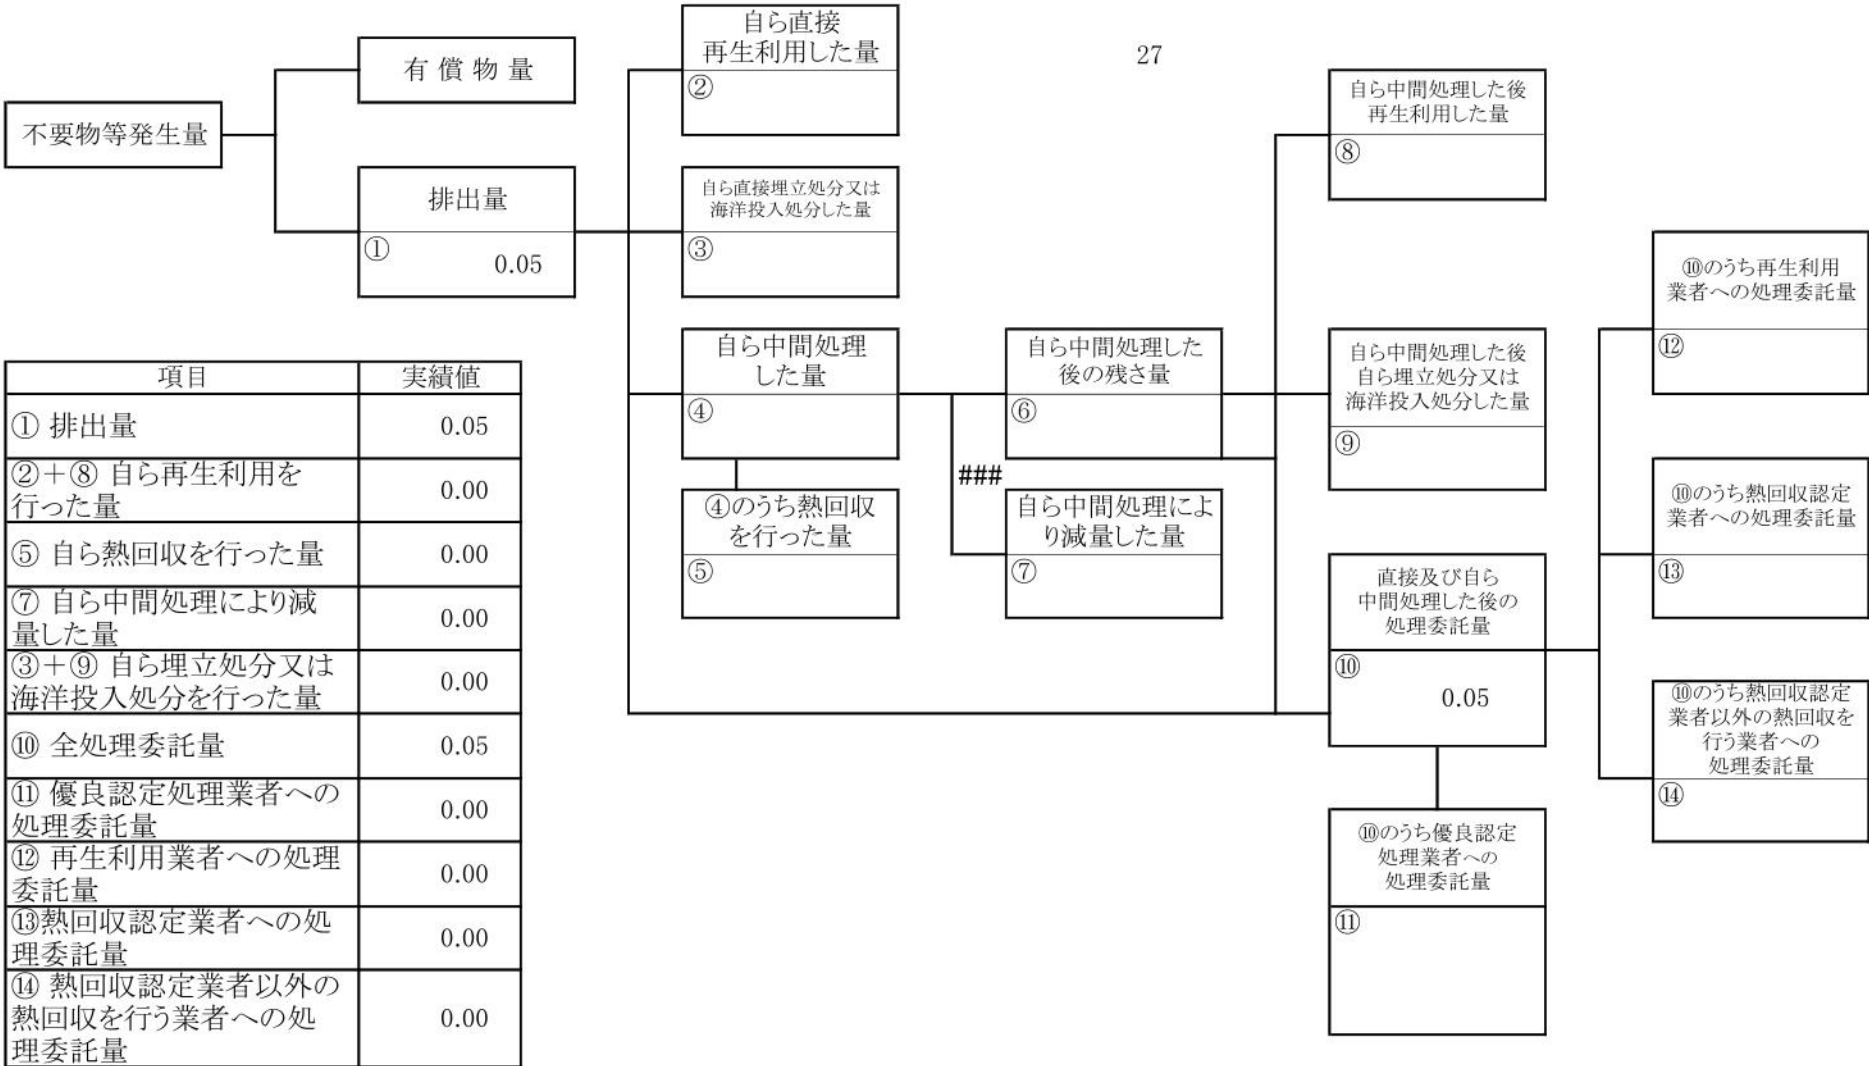 27
不要物等発生量
有 償 物 量
排出量
①
0.05
自ら直接
再生利用した量
②
自ら直接埋立処分又は
海洋投入処分した量
③
自ら中間処理
した量
④
④のうち熱回収
を行った量
⑤
自ら中間処理した
後の残さ量
⑥
###
自ら中間処理によ
り減量した量
⑦
自ら中間処理した後
再生利用した量
⑧
自ら中間処理した後
自ら埋立処分又は
海洋投入処分した量
⑨
直接及び自ら
中間処理した後の
処理委託量
⑩
0.05
⑩のうち優良認定
処理業者への
処理委託量
⑪
⑩のうち再生利用
業者への処理委託量
⑫
⑩のうち熱回収認定
業者への処理委託量
⑬
⑩のうち熱回収認定
業者以外の熱回収を
行う業者への
処理委託量
⑭
項目 実績値
① 排出量 0.05
②+⑧ 自ら再生利用を
行った量 0.00
⑤ 自ら熱回収を行った量 0.00
⑦ 自ら中間処理により減
量した量 0.00
③+⑨ 自ら埋立処分又は
海洋投入処分を行った量 0.00
⑩ 全処理委託量 0.05
⑪ 優良認定処理業者への
処理委託量 0.00
⑫ 再生利用業者への処理
委託量 0.00
⑬熱回収認定業者への処
理委託量 0.00
⑭ 熱回収認定業者以外の
熱回収を行う業者への処
理委託量 0.00